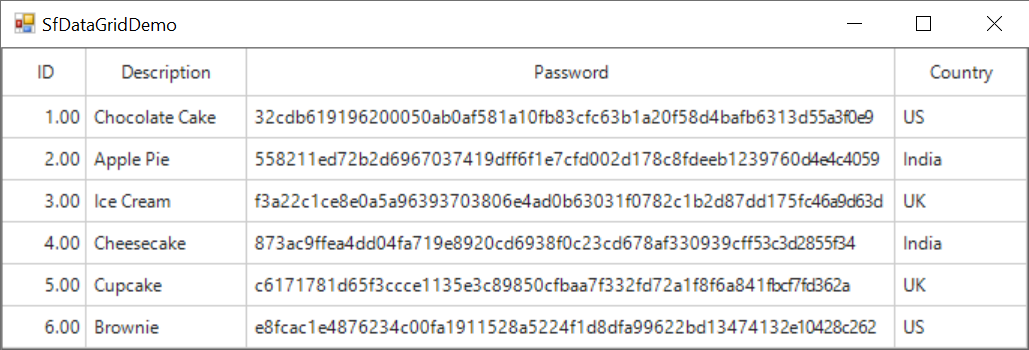 SfDataGridDemo
ID Description Password Country
1.00 Chocolate Cake 32cdb619196200050ab0af581a10fb83cfc63b1a20f58d4bafb6313d55a3f0e9 US
2.00 Apple Pie 558211ed72b2d6967037419dff6f1e7cfd002d178c8fdeeb1239760d4e4c4059 India
3.00 Ice Cream f3a22c1ce8e0a5a96393703806e4ad0b63031f0782c1b2d87dd175fc46a9d63d UK
4.00 Cheesecake 873ac9ffea4dd04fa719e8920cd6938f0c23cd678af330939cff53c3d2855f34 India
5.00 Cupcake c6171781d65f3ccce1135e3c89850cfbaa7f332fd72a1f8f6a841fbcf7fd362a UK
6.00 Brownie e8fcac1e4876234c00fa1911528a5224f1d8dfa99622bd13474132e10428c262 US